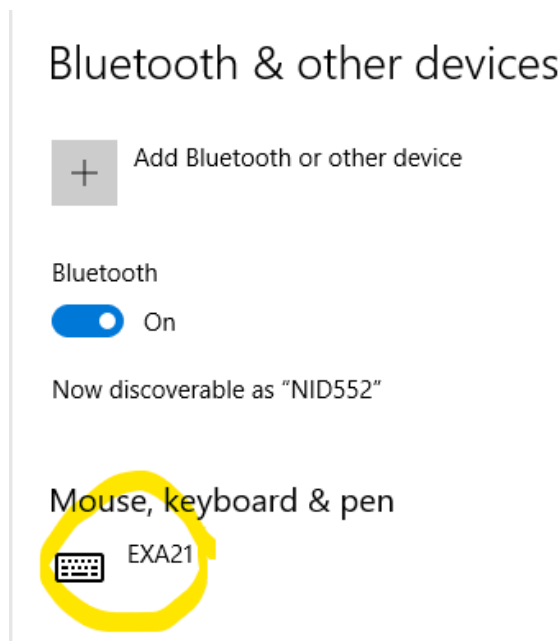 Bluetooth & other devices
Add Bluetooth or other device
Bluetooth
On
Now discoverable as “NID552”
Mouse, keyboard & pen
EXA21